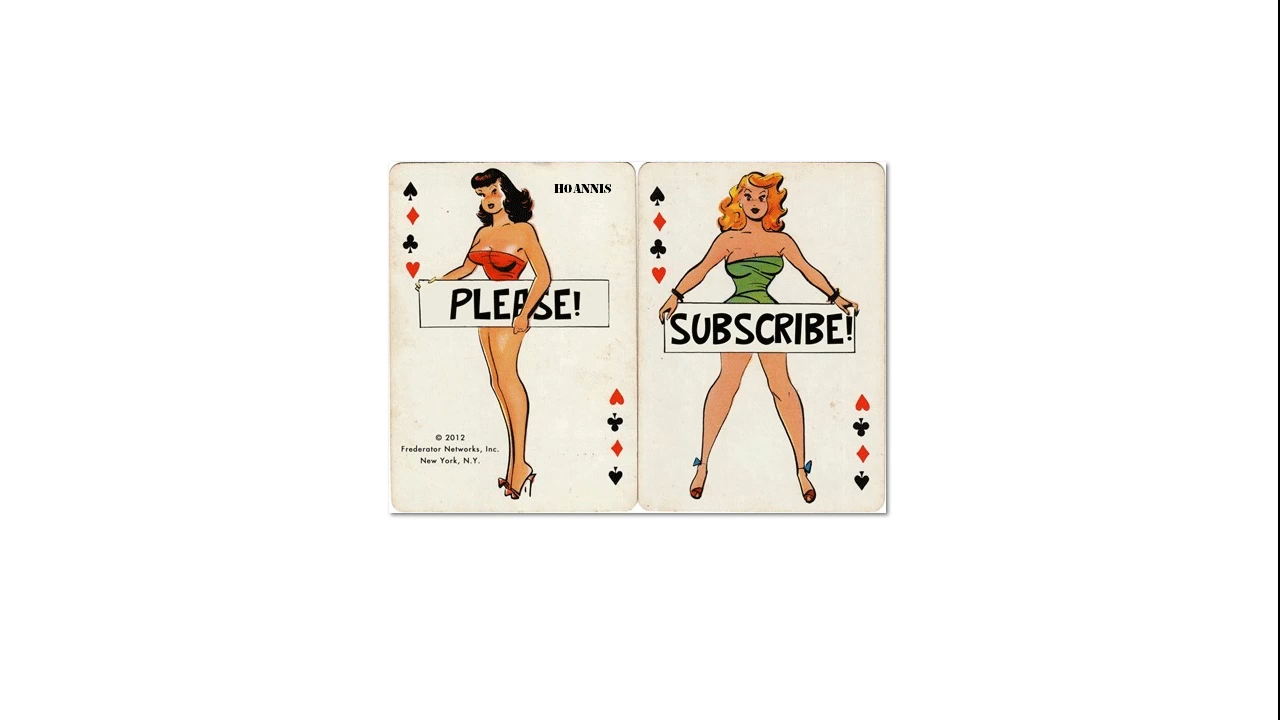 HOANNIS
PLEASE!
SUBSCRIBE!
© 2012
Frederator Networks, Inc.
New York, N.Y.